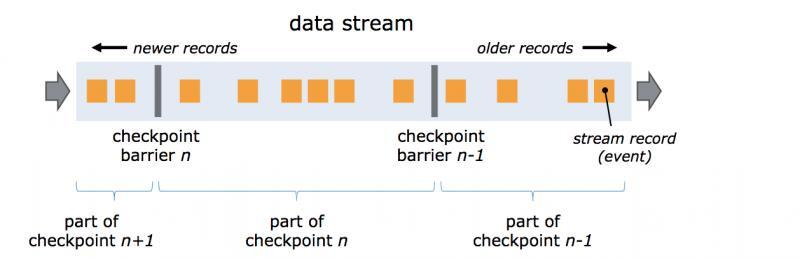 data stream
newer records
older records
checkpoint
barrier n
checkpoint
barrier n-1
stream record
(event)
part of
checkpoint n+1
part of
checkpoint n
part of
checkpoint n-1